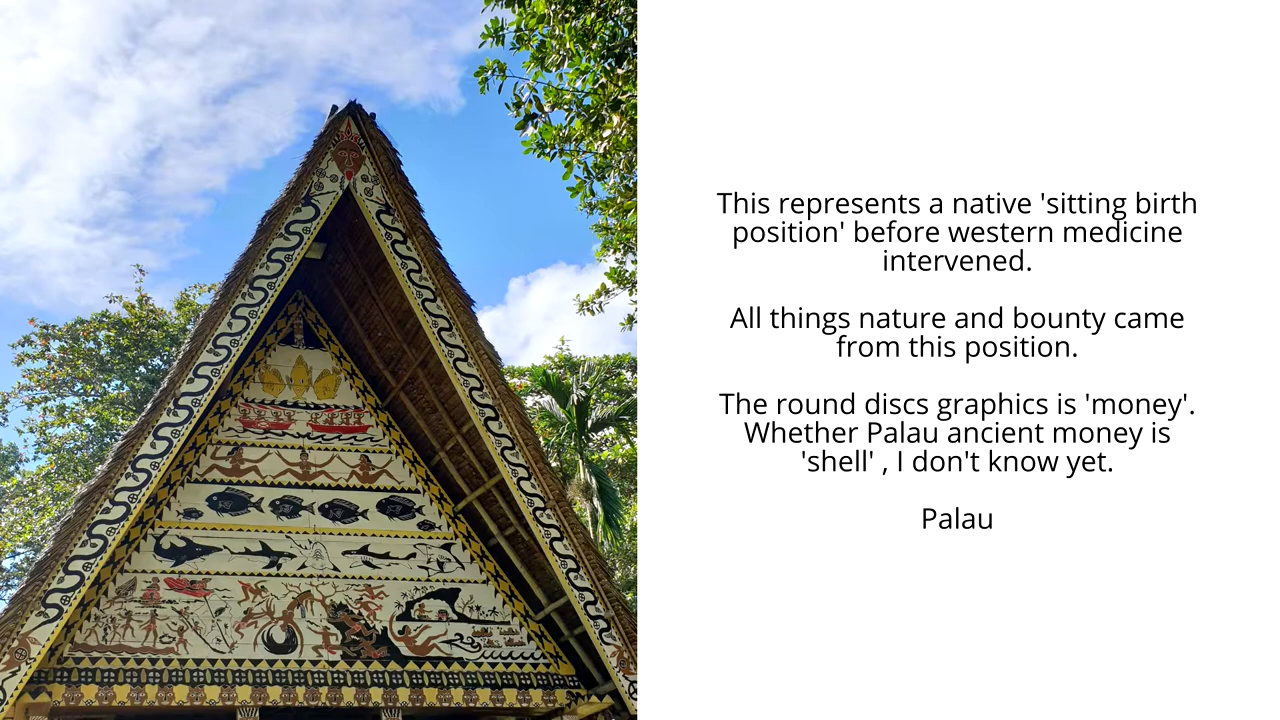 This represents a native 'sitting birth
position' before western medicine
intervened.
All things nature and bounty came
from this position.
The round discs graphics is 'money'.
Whether Palau ancient money is
'shell' , I don't know yet.
Palau